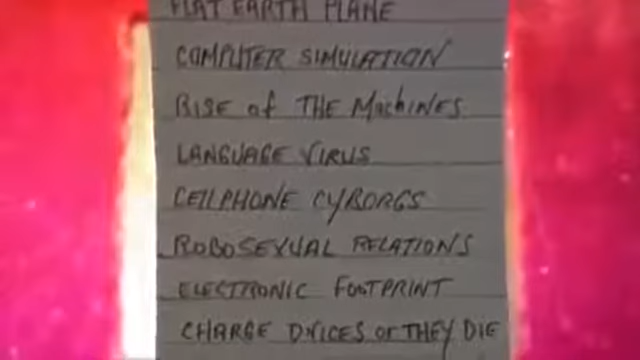 FLAT EARTH PLANE
COMPUTER SIMULATION
RISE of THE MACHINES
LANGUAGE VIRUS
CELLPHONE CYBORGS
ROBOSEXUAL RELATIONS
ELECTRONIC FOOTPRINT
CHARGE DVICES or THEY DIE